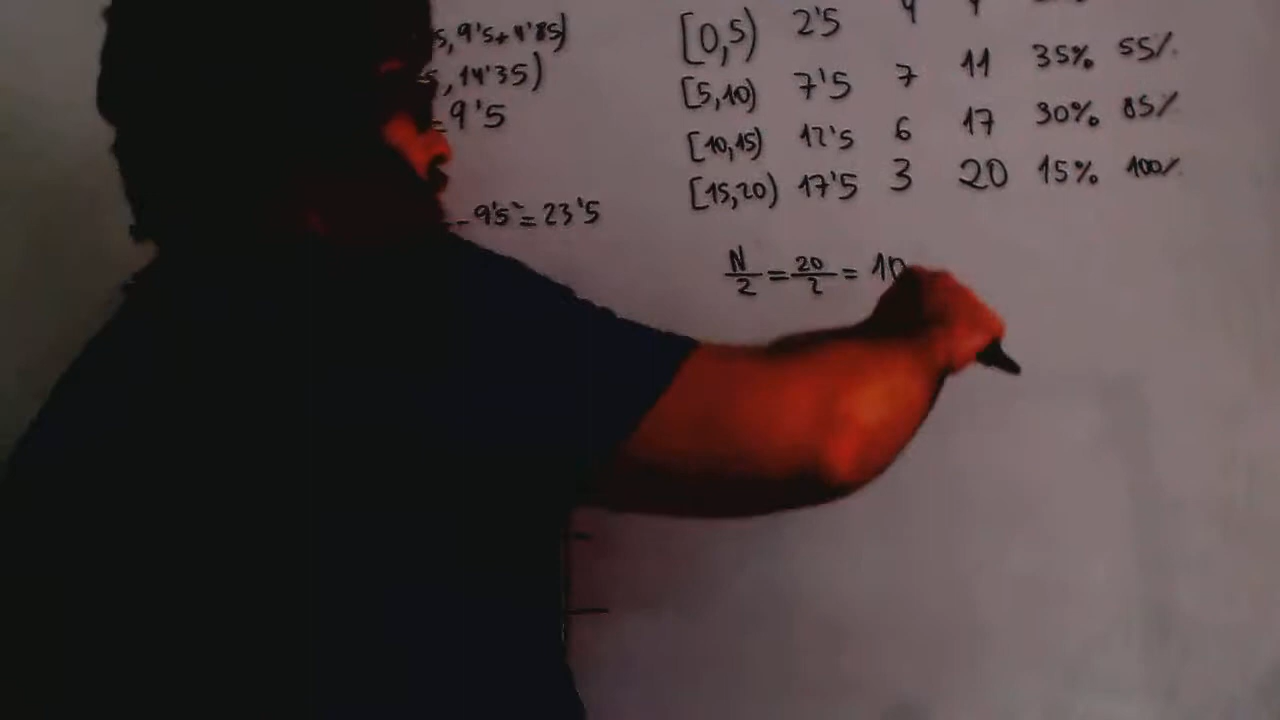 5, 9'5+4'85)
5, 14'35)
= 9'5
- 9'5² = 23'5
[0,5) 2'5 4
[5,10) 7'5 7 11 35% 55%
[10,15) 12'5 6 17 30% 85%
[15,20) 17'5 3 20 15% 100%
N/2 = 20/2 = 10